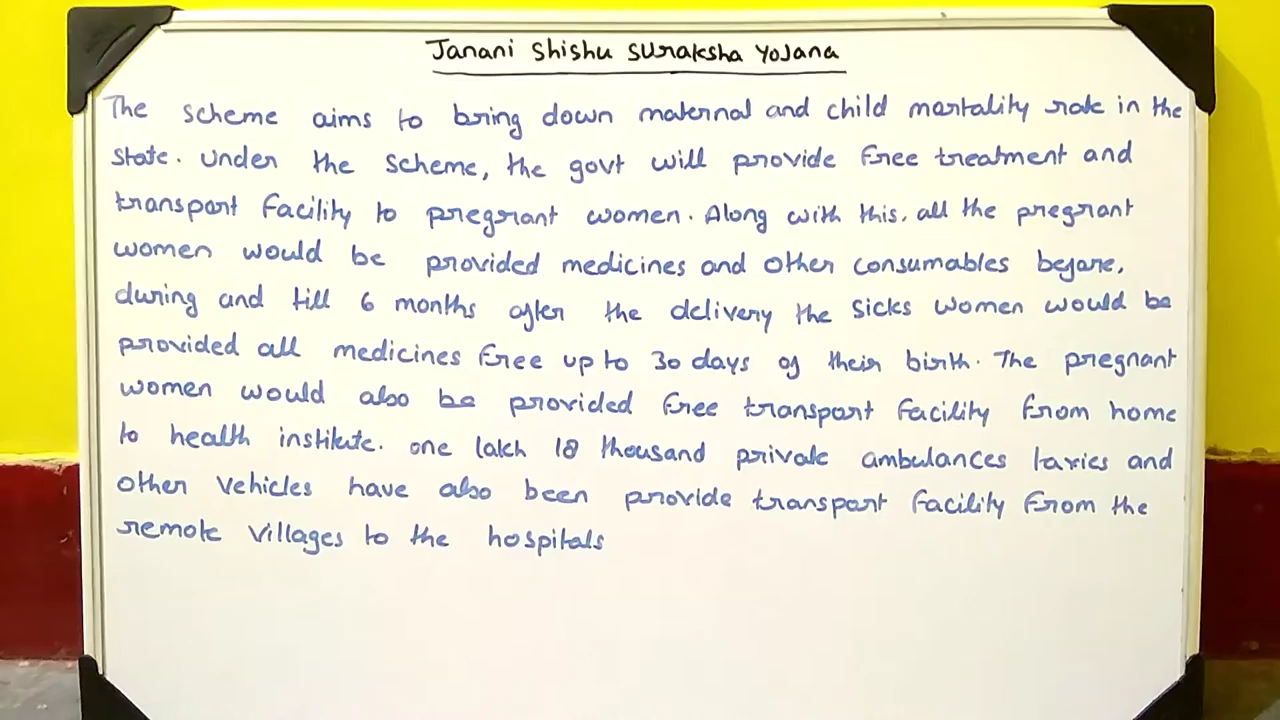 Janani Shishu Suraksha Yojana
The scheme aims to bring down maternal and child mortality rate in the
state. Under the scheme, the govt will provide free treatment and
transport facility to pregnant women. Along with this, all the pregnant
women would be provided medicines and other consumables before,
during and till 6 months after the delivery the sicks women would be
provided all medicines free up to 30 days of their birth. The pregnant
women would also be provided free transport facility from home
to health institute. one lakh 18 thousand private ambulances taxies and
other vehicles have also been provide transport facility from the
remote villages to the hospitals